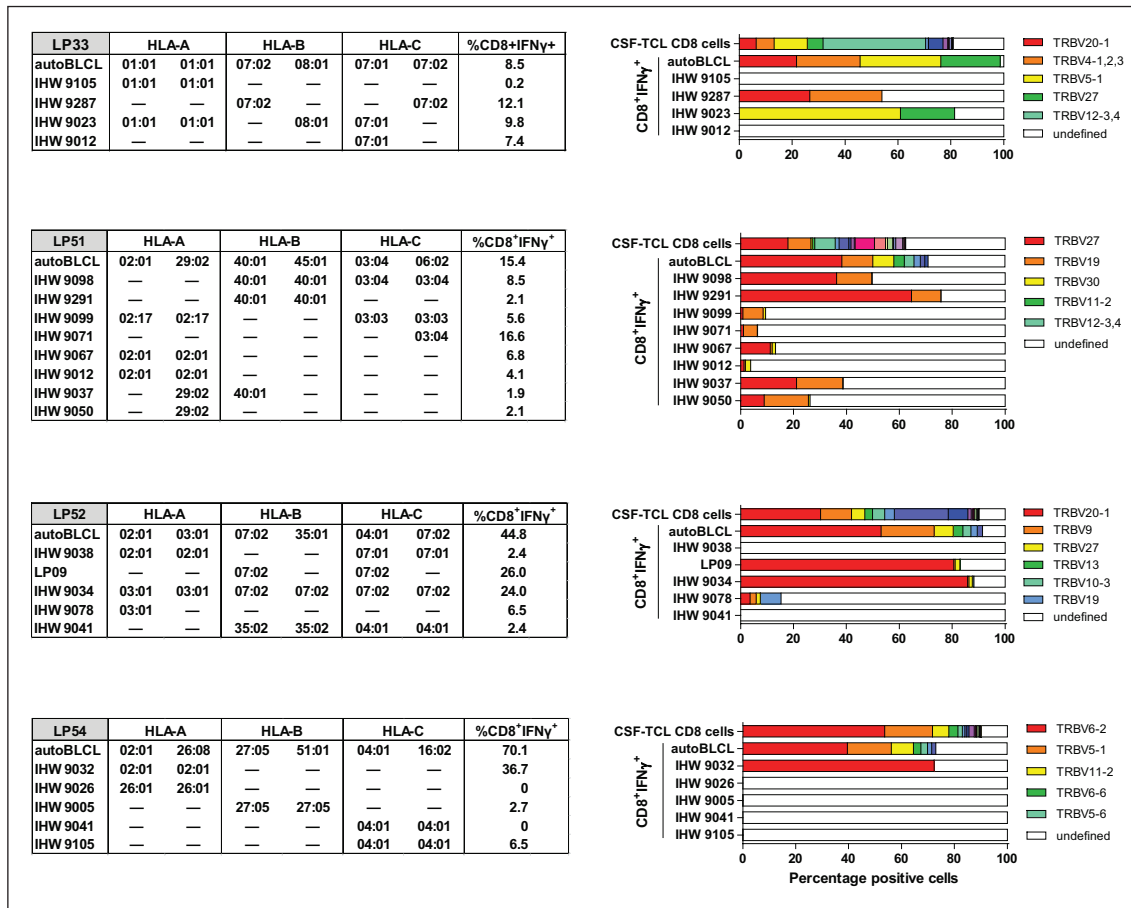 LP33 HLA-A HLA-B HLA-C %CD8+IFNγ+
autoBLCL 01:01 01:01 07:02 08:01 07:01 07:02 8.5
IHW 9105 01:01 01:01 — — — — 0.2
IHW 9287 — — 07:02 — — 07:02 12.1
IHW 9023 01:01 01:01 — 08:01 07:01 — 9.8
IHW 9012 — — — — 07:01 — 7.4
CSF-TCL CD8 cells
autoBLCL
IHW 9105
IHW 9287
IHW 9023
IHW 9012
CD8+IFNγ+
0 20 40 60 80 100
TRBV20-1
TRBV4-1,2,3
TRBV5-1
TRBV27
TRBV12-3,4
undefined
LP51 HLA-A HLA-B HLA-C %CD8+IFNγ+
autoBLCL 02:01 29:02 40:01 45:01 03:04 06:02 15.4
IHW 9098 — — 40:01 40:01 03:04 03:04 8.5
IHW 9291 — — 40:01 40:01 — — 2.1
IHW 9099 02:17 02:17 — — 03:03 03:03 5.6
IHW 9071 — — — — — 03:04 16.6
IHW 9067 02:01 02:01 — — — — 6.8
IHW 9012 02:01 02:01 — — — — 4.1
IHW 9037 — 29:02 40:01 — — — 1.9
IHW 9050 — 29:02 — — — — 2.1
CSF-TCL CD8 cells
autoBLCL
IHW 9098
IHW 9291
IHW 9099
IHW 9071
IHW 9067
IHW 9012
IHW 9037
IHW 9050
CD8+IFNγ+
0 20 40 60 80 100
TRBV27
TRBV19
TRBV30
TRBV11-2
TRBV12-3,4
undefined
LP52 HLA-A HLA-B HLA-C %CD8+IFNγ+
autoBLCL 02:01 03:01 07:02 35:01 04:01 07:02 44.8
IHW 9038 02:01 02:01 — — 07:01 07:01 2.4
LP09 — — 07:02 — 07:02 — 26.0
IHW 9034 03:01 03:01 07:02 07:02 07:02 07:02 24.0
IHW 9078 03:01 — — — — — 6.5
IHW 9041 — — 35:02 35:02 04:01 04:01 2.4
CSF-TCL CD8 cells
autoBLCL
IHW 9038
LP09
IHW 9034
IHW 9078
IHW 9041
CD8+IFNγ+
0 20 40 60 80 100
TRBV20-1
TRBV9
TRBV27
TRBV13
TRBV10-3
TRBV19
undefined
LP54 HLA-A HLA-B HLA-C %CD8+IFNγ+
autoBLCL 02:01 26:08 27:05 51:01 04:01 16:02 70.1
IHW 9032 02:01 02:01 — — — — 36.7
IHW 9026 26:01 26:01 — — — — 0
IHW 9005 — — 27:05 27:05 — — 2.7
IHW 9041 — — — — 04:01 04:01 0
IHW 9105 — — — — 04:01 04:01 6.5
CSF-TCL CD8 cells
autoBLCL
IHW 9032
IHW 9026
IHW 9005
IHW 9041
IHW 9105
CD8+IFNγ+
0 20 40 60 80 100
Percentage positive cells
TRBV6-2
TRBV5-1
TRBV11-2
TRBV6-6
TRBV5-6
undefined